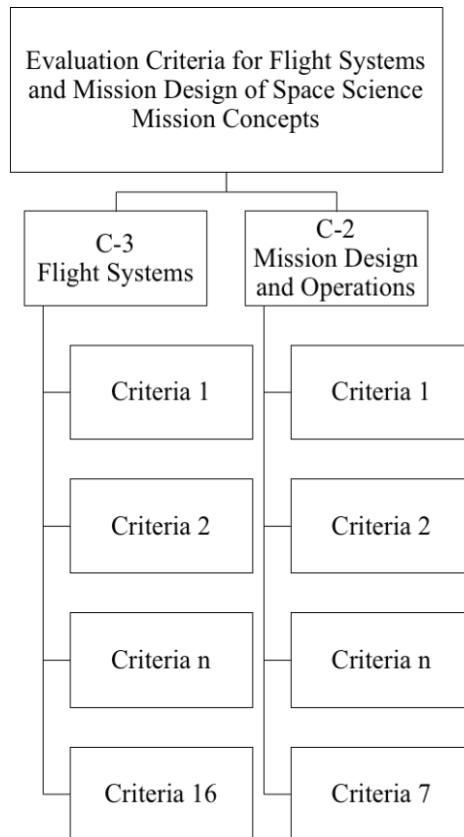 Evaluation Criteria for Flight Systems
and Mission Design of Space Science
Mission Concepts
C-3
Flight Systems
C-2
Mission Design
and Operations
Criteria 1
Criteria 1
Criteria 2
Criteria 2
Criteria n
Criteria n
Criteria 16
Criteria 7